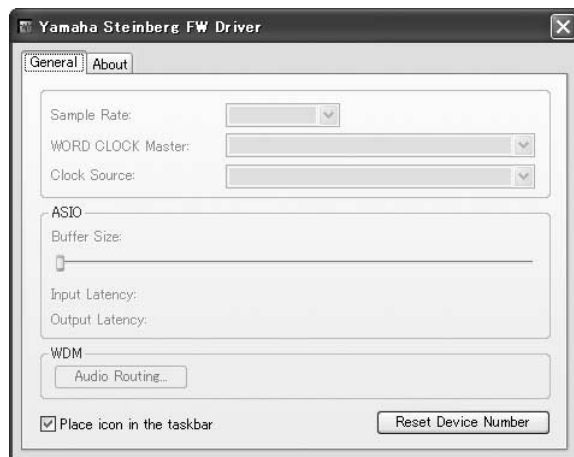 Yamaha Steinberg FW Driver
General About
Sample Rate:
WORD CLOCK Master:
Clock Source:
ASIO
Buffer Size:
Input Latency:
Output Latency:
WDM
Audio Routing...
Place icon in the taskbar
Reset Device Number